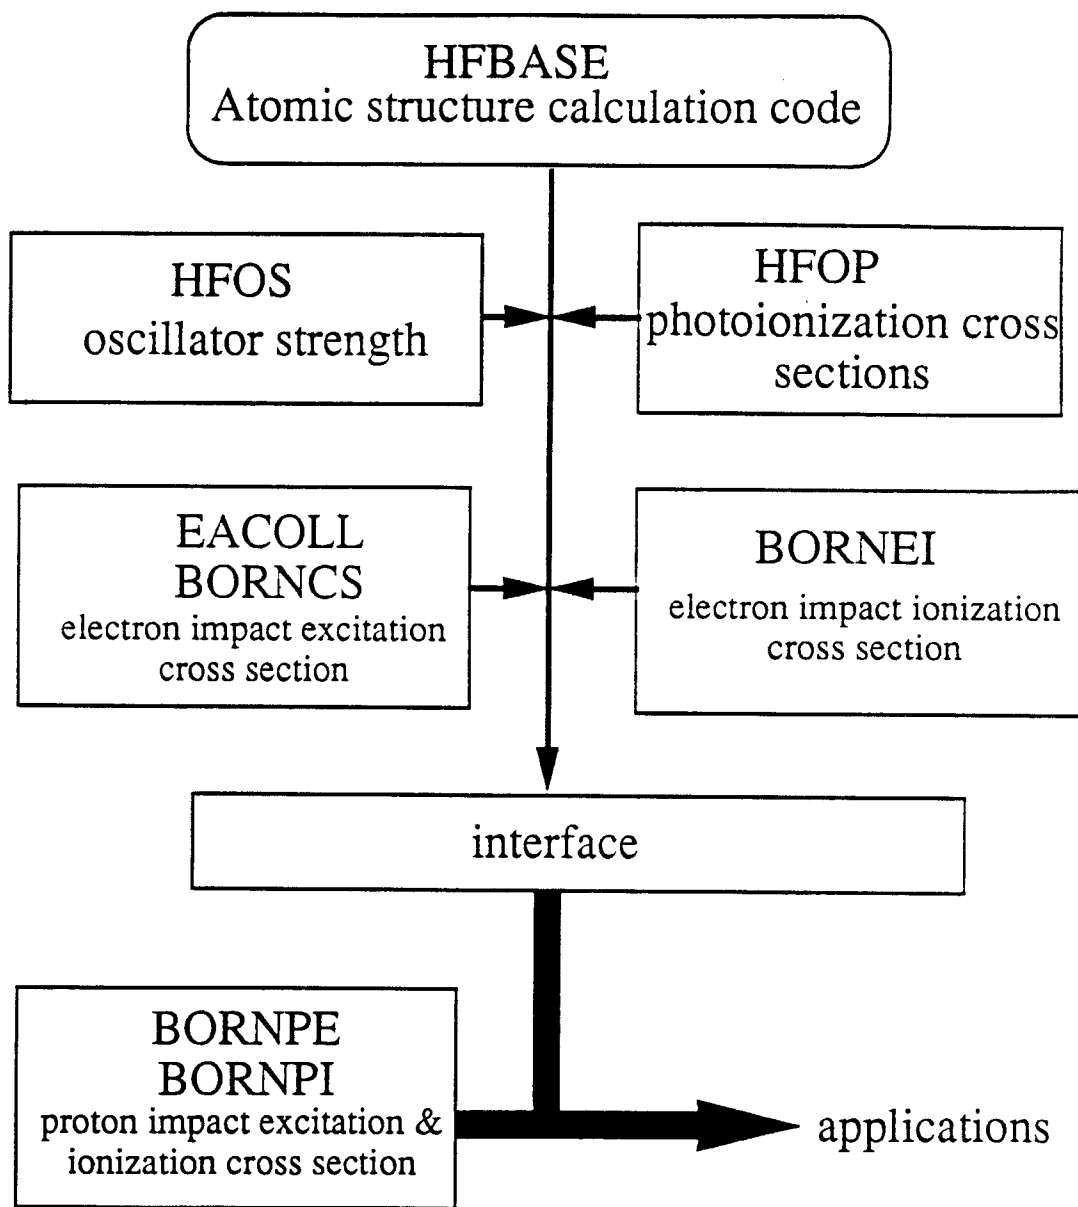 HFBASE
Atomic structure calculation code
HFOS
oscillator strength
HFOP
photoionization cross
sections
EACOLL
BORNCS
electron impact excitation
cross section
BORNEI
electron impact ionization
cross section
interface
BORNPE
BORNPI
proton impact excitation &
ionization cross section
applications